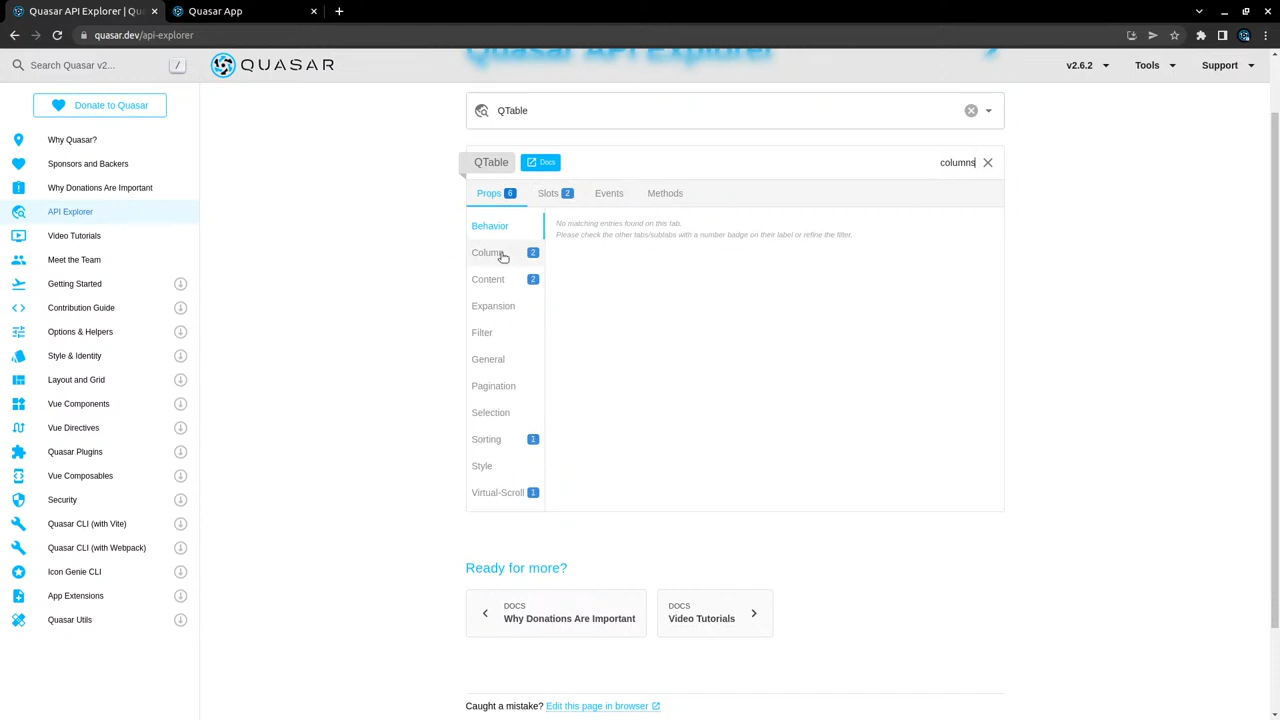 Quasar API Explorer | Qu
Quasar App
quasar.dev/api-explorer
Quasar API Explorer
Search Quasar v2...
/
QUASAR
v2.6.2
Tools
Support
Donate to Quasar
Why Quasar?
Sponsors and Backers
Why Donations Are Important
API Explorer
Video Tutorials
Meet the Team
Getting Started
Contribution Guide
Options & Helpers
Style & Identity
Layout and Grid
Vue Components
Vue Directives
Quasar Plugins
Vue Composables
Security
Quasar CLI (with Vite)
Quasar CLI (with Webpack)
Icon Genie CLI
App Extensions
Quasar Utils
QTable
QTable
Docs
columns
Props 6
Slots 2
Events
Methods
Behavior
Column 2
Content 2
Expansion
Filter
General
Pagination
Selection
Sorting 1
Style
Virtual-Scroll 1
No matching entries found on this tab.
Please check the other tabs/subtabs with a number badge on their label or refine the filter.
Ready for more?
DOCS
Why Donations Are Important
DOCS
Video Tutorials
Caught a mistake? Edit this page in browser